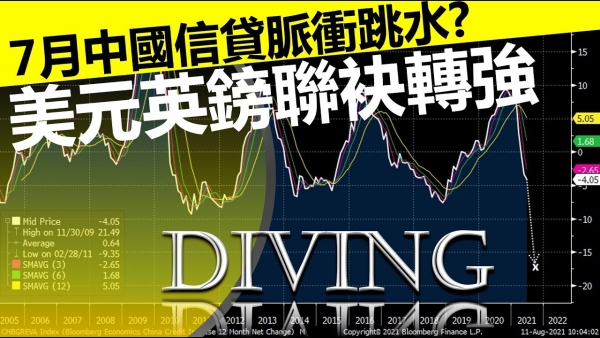 7月中國信貸脈衝跳水?
美元英鎊聯袂轉強
15
10
5.05
1.68
0
-2.65
-4.05
-5
-10
-15
-20
x
Mid Price -4.05
High on 11/30/09 21.49
Average 0.64
Low on 02/28/11 -9.35
SMAVG (3) -2.65
SMAVG (6) 1.68
SMAVG (12) 5.05
DIVING
2005 2006 2007 2008 2009 2010 2011 2012 2013 2014 2015 2016 2017 2018 2019 2020 2021 2022
CHBGREVA Index (Bloomberg Economics China Credit Impulse 12 Month Net Change) M
Copyright© 2021 Bloomberg Finance L.P.
11-Aug-2021 10:04:02